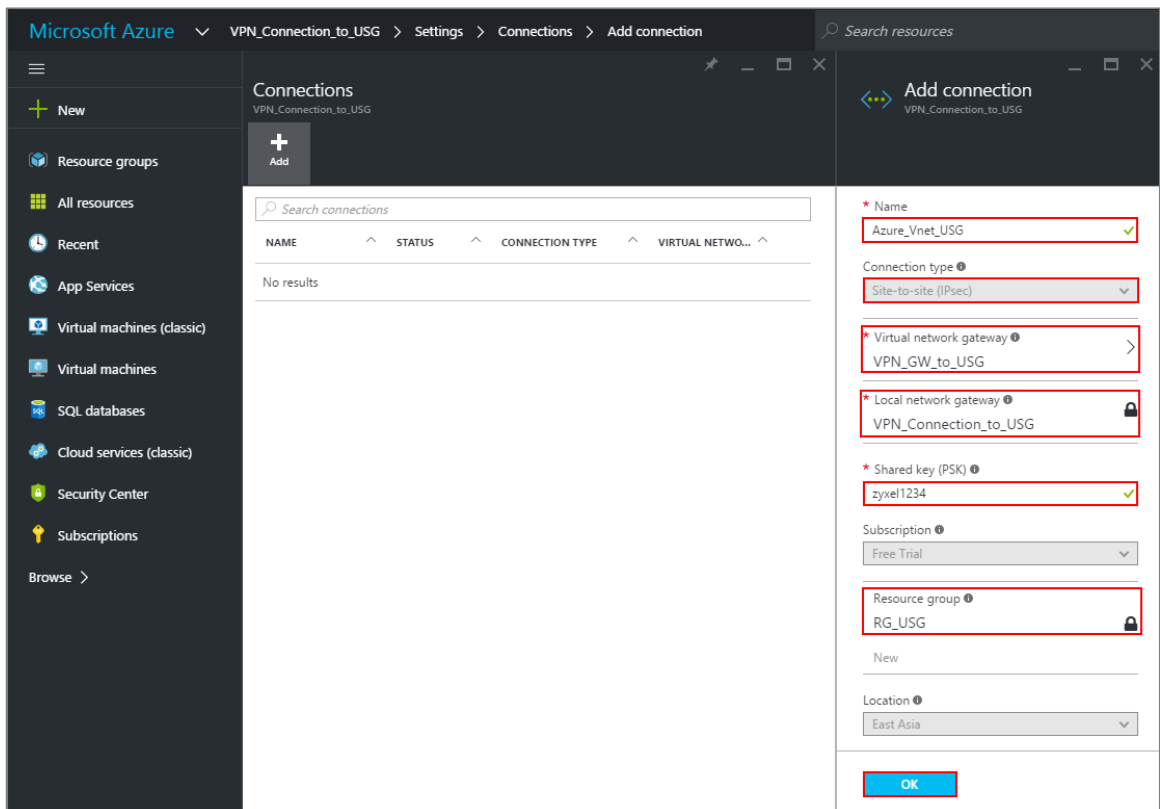 Microsoft Azure VPN_Connection_to_USG > Settings > Connections > Add connection
Search resources
New
Resource groups
All resources
Recent
App Services
Virtual machines (classic)
Virtual machines
SQL databases
Cloud services (classic)
Security Center
Subscriptions
Browse >
Connections
VPN_Connection_to_USG
Add
Search connections
NAME STATUS CONNECTION TYPE VIRTUAL NETWO...
No results
Add connection
VPN_Connection_to_USG
* Name
Azure_Vnet_USG
Connection type
Site-to-site (IPsec)
* Virtual network gateway
VPN_GW_to_USG
* Local network gateway
VPN_Connection_to_USG
* Shared key (PSK)
zyxel1234
Subscription
Free Trial
Resource group
RG_USG
New
Location
East Asia
OK